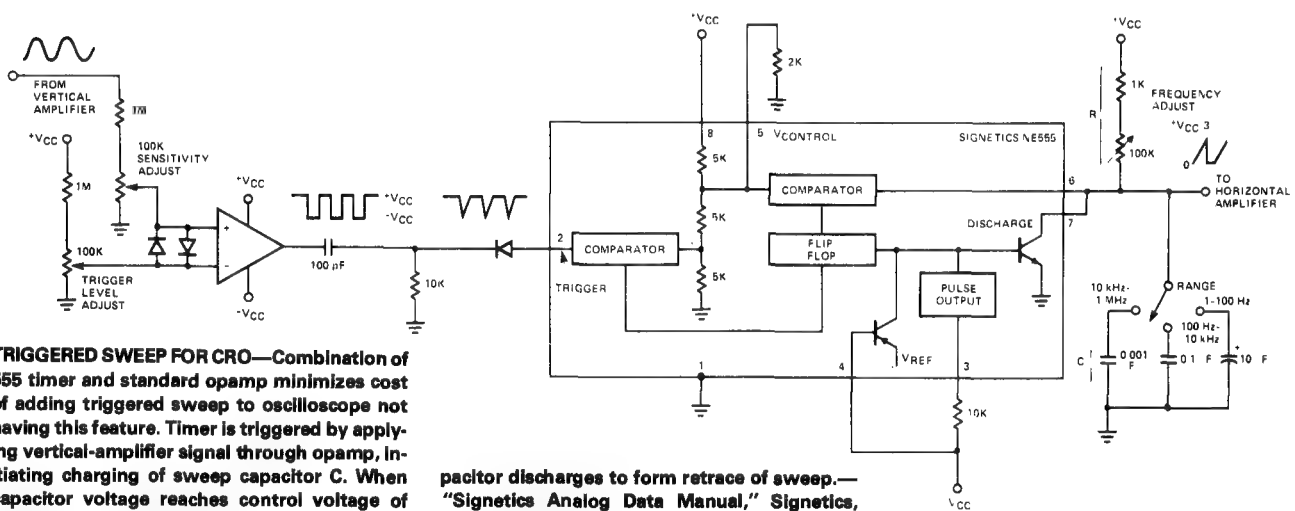 +VCC
FROM
VERTICAL
AMPLIFIER
+VCC
1M
100K
SENSITIVITY
ADJUST
100K
TRIGGER
LEVEL
ADJUST
+
-
+VCC
-VCC
100 pF
+VCC
-VCC
10K
2K
8
5
VCONTROL
SIGNETICS NE555
5K
5K
5K
2
TRIGGER
COMPARATOR
COMPARATOR
FLIP
FLOP
PULSE
OUTPUT
DISCHARGE
6
7
VREF
1
4
3
10K
VCC
+VCC
R
1K
FREQUENCY
ADJUST
100K
+VCC 3
0
TO
HORIZONTAL
AMPLIFIER
RANGE
10 kHz-
1 MHz
100 Hz-
10 kHz
1-100 Hz
C
0 001
F
0 1 F
+
10 F
TRIGGERED SWEEP FOR CRO—Combination of
555 timer and standard opamp minimizes cost
of adding triggered sweep to oscilloscope not
having this feature. Timer is triggered by apply-
ing vertical-amplifier signal through opamp, in-
itiating charging of sweep capacitor C. When
capacitor voltage reaches control voltage of
pacitor discharges to form retrace of sweep.—
"Signetics Analog Data Manual," Signetics,